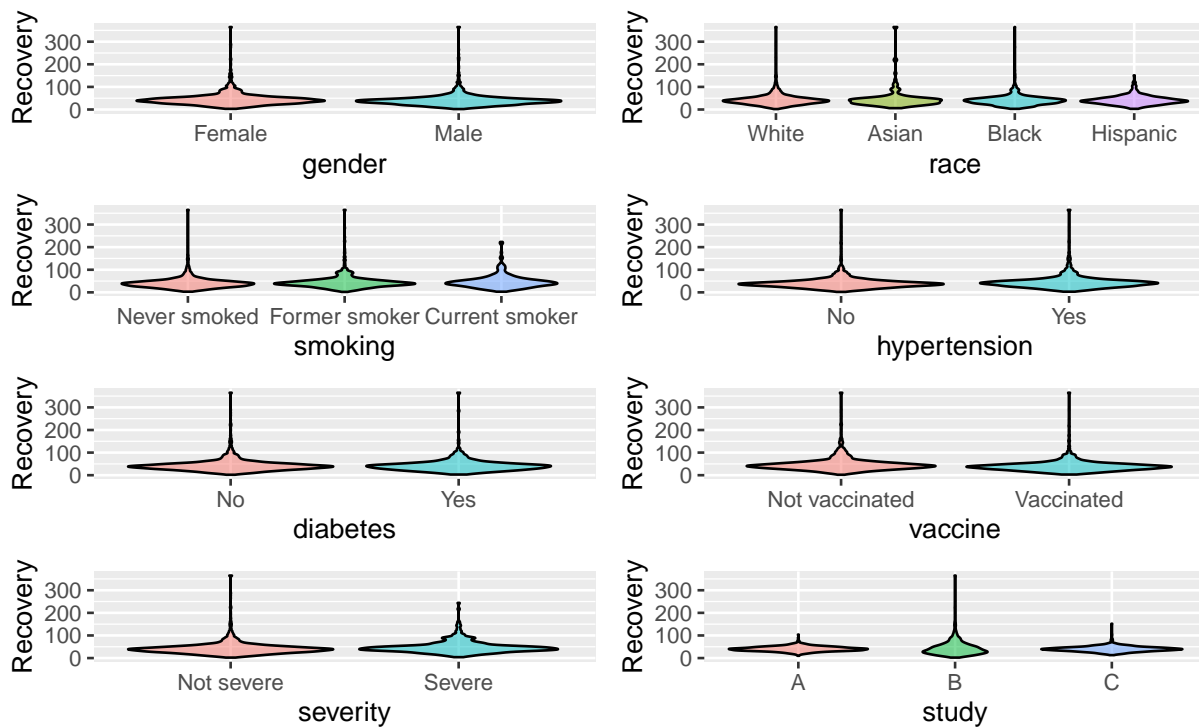 Recovery
300
200
100
0
Female Male
gender
Recovery
300
200
100
0
White Asian Black Hispanic
race
Recovery
300
200
100
0
Never smoked Former smoker Current smoker
smoking
Recovery
300
200
100
0
No Yes
hypertension
Recovery
300
200
100
0
No Yes
diabetes
Recovery
300
200
100
0
Not vaccinated Vaccinated
vaccine
Recovery
300
200
100
0
Not severe Severe
severity
Recovery
300
200
100
0
A B C
study